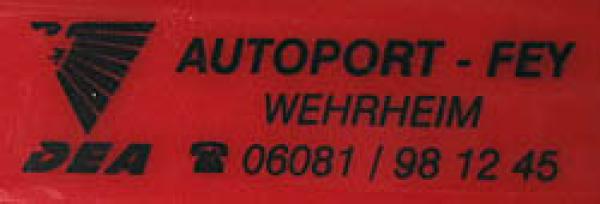 AUTOPORT - FEY
WEHRHEIM
DEA ☎ 06081 / 98 12 45